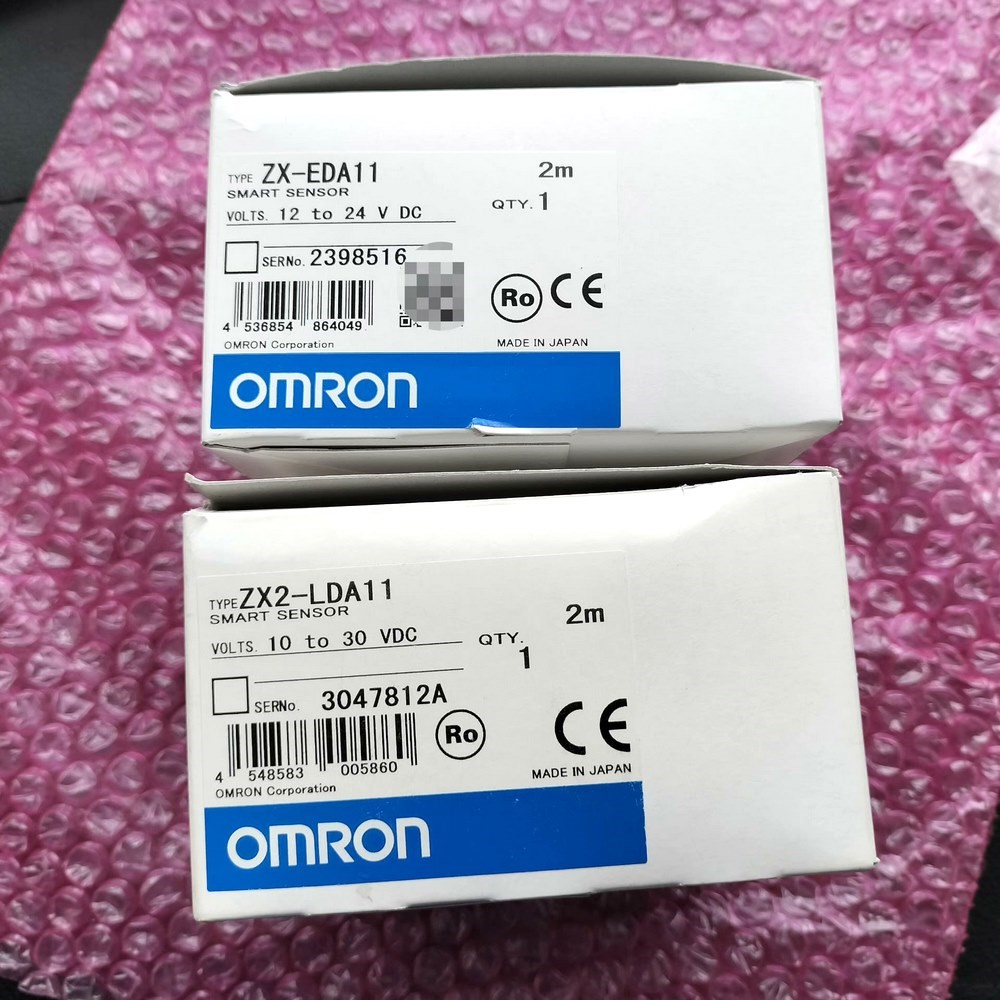 TYPE ZX-EDA11 2m
SMART SENSOR
VOLTS. 12 to 24 V DC QTY. 1
SERNo. 2398516
Ro CE
4 536854 864049
OMRON Corporation MADE IN JAPAN
OMRON
TYPE ZX2-LDA11 2m
SMART SENSOR
VOLTS. 10 to 30 VDC QTY. 1
SERNo. 3047812A
Ro CE
4 548583 005860
MADE IN JAPAN
OMRON Corporation
OMRON